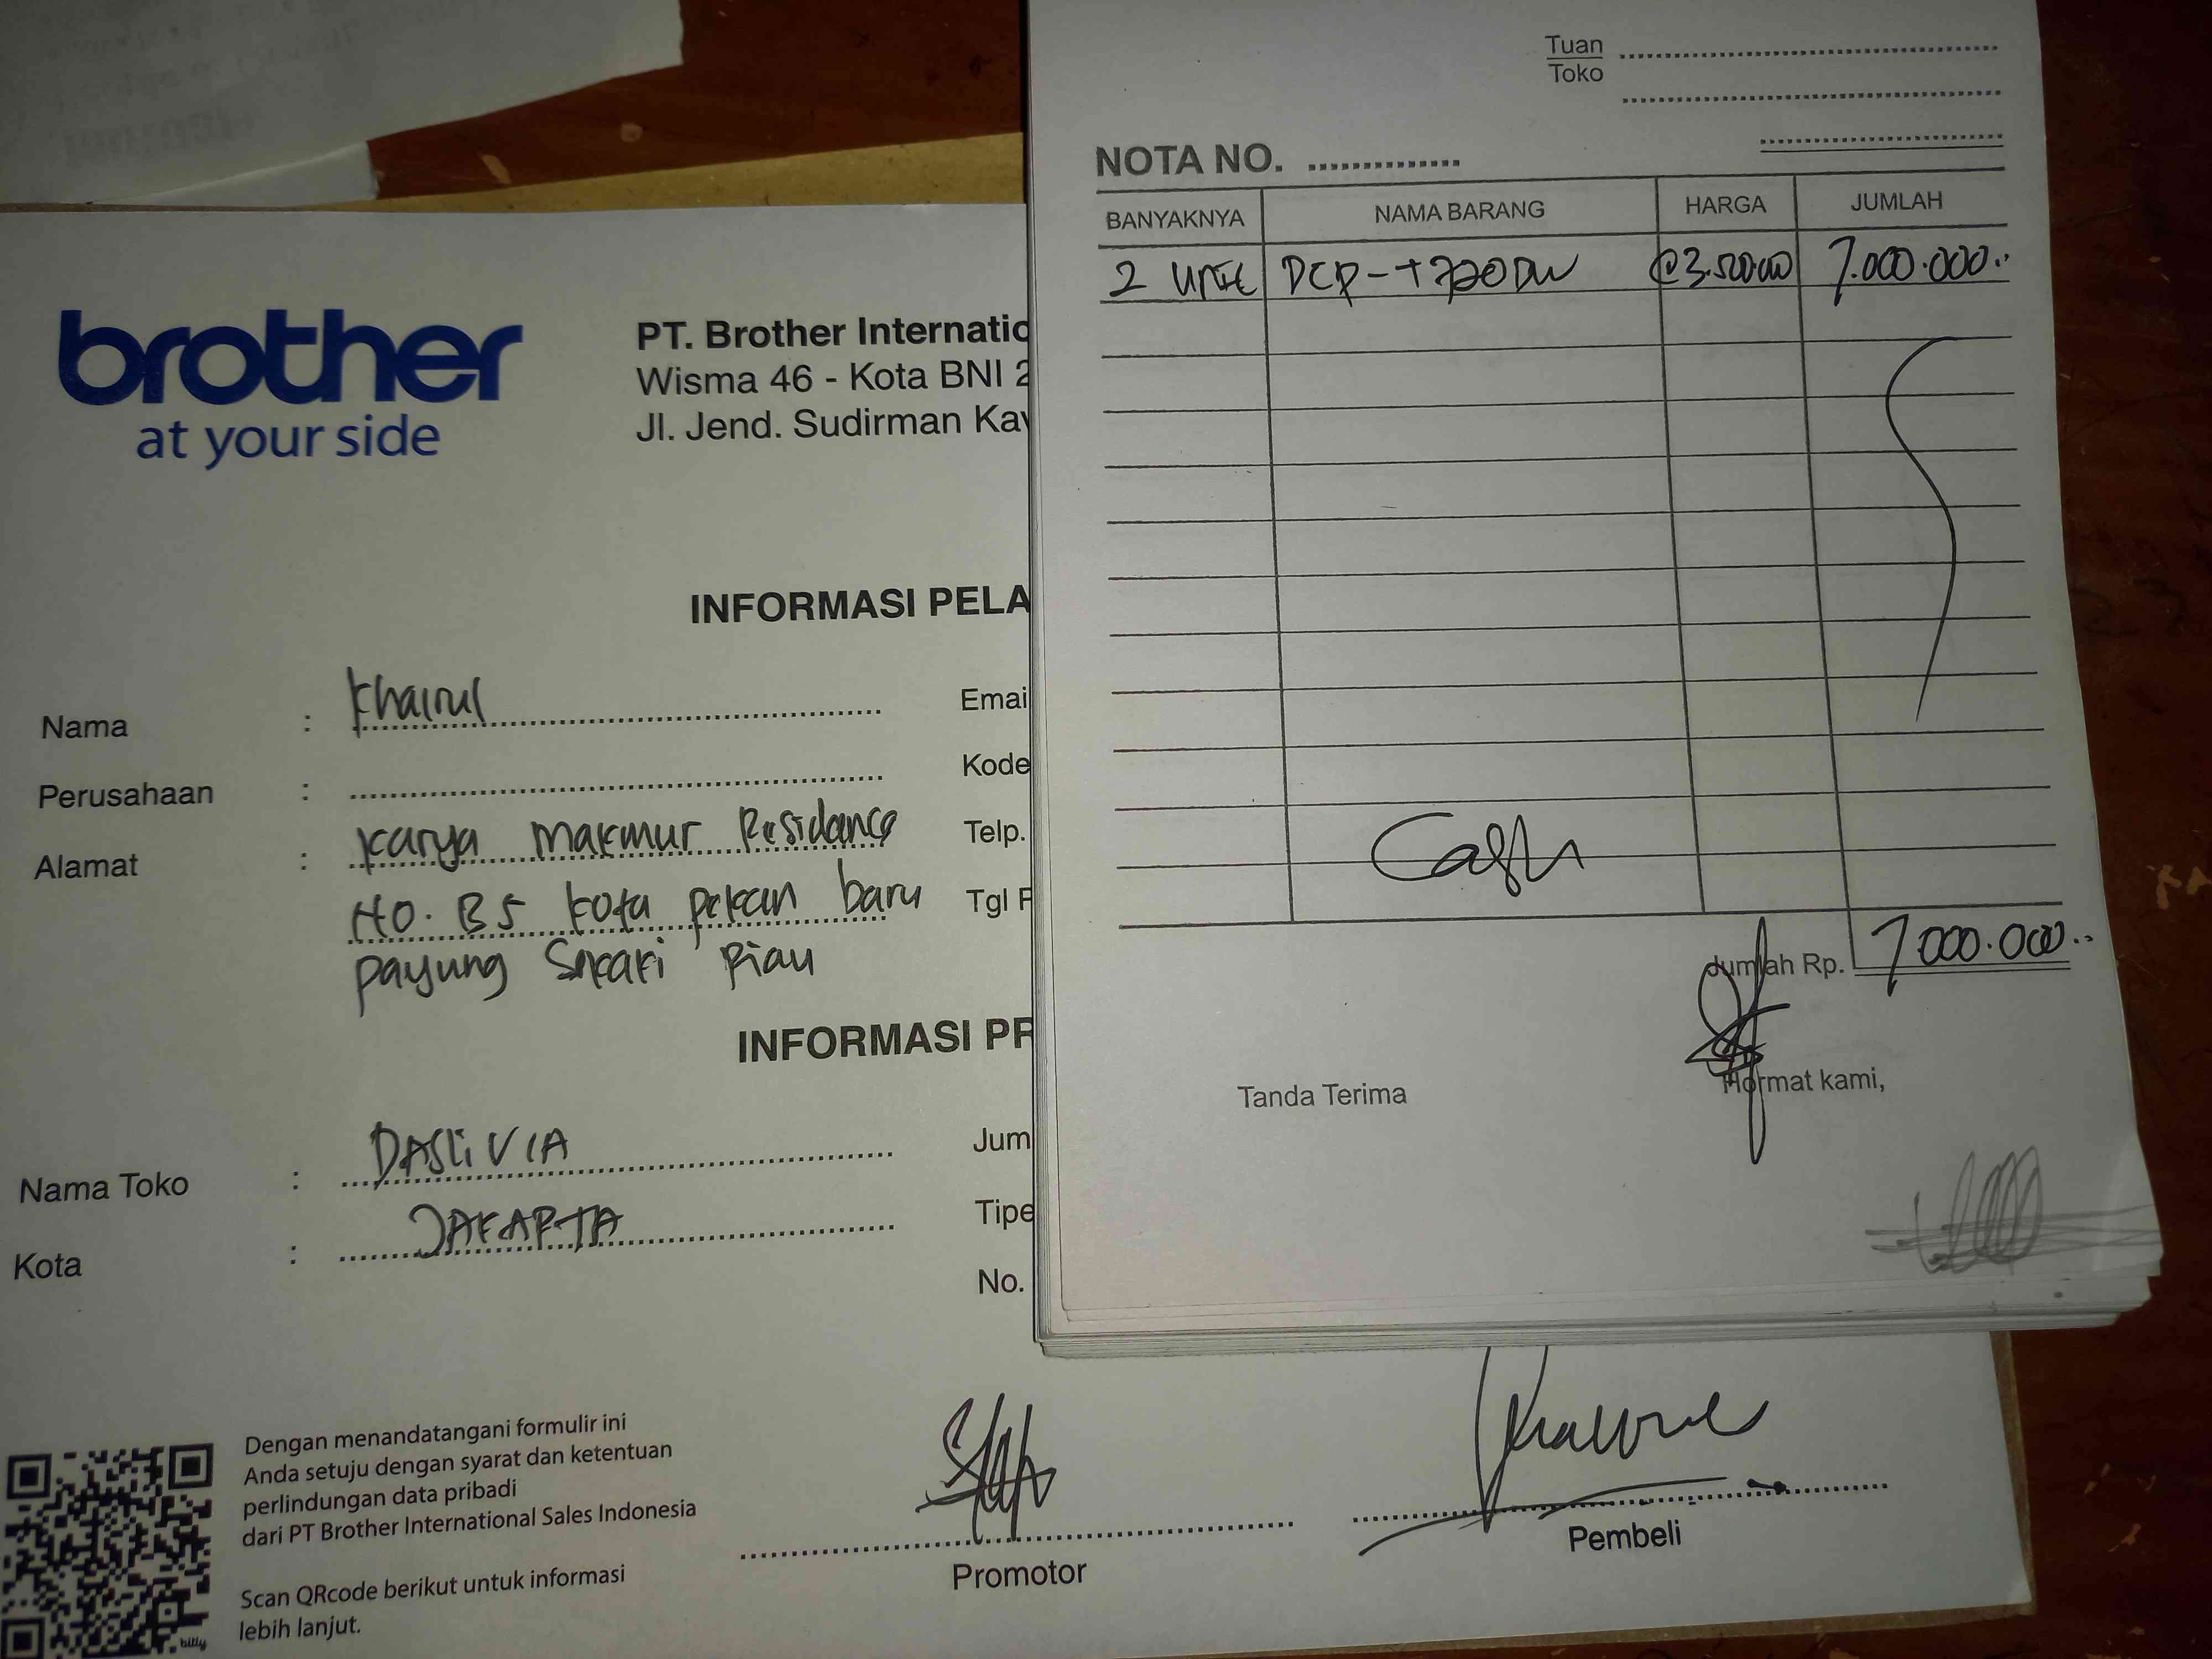 brother
at your side
PT. Brother Internatio
Wisma 46 - Kota BNI 2
Jl. Jend. Sudirman Kav
INFORMASI PELA
Nama : Khairul
Emai
Perusahaan :
Kode
Alamat : Karya makmur Residance
Telp.
NO. B5 kota pekan baru
Tgl P
payung Sekaki Riau
INFORMASI PR
Nama Toko : DASLIVIA
Jum
Kota : JAKARTA
Tipe
No.
Dengan menandatangani formulir ini
Anda setuju dengan syarat dan ketentuan
perlindungan data pribadi
dari PT Brother International Sales Indonesia
Scan QRcode berikut untuk informasi
lebih lanjut.
billy
Promotor
Pembeli
Tuan
Toko
NOTA NO.
BANYAKNYA NAMA BARANG HARGA JUMLAH
2 Unit DCP-T720DW @3.500.000 7.000.000..
Cash
Jumlah Rp. 7000.000..
Tanda Terima
Hormat kami,